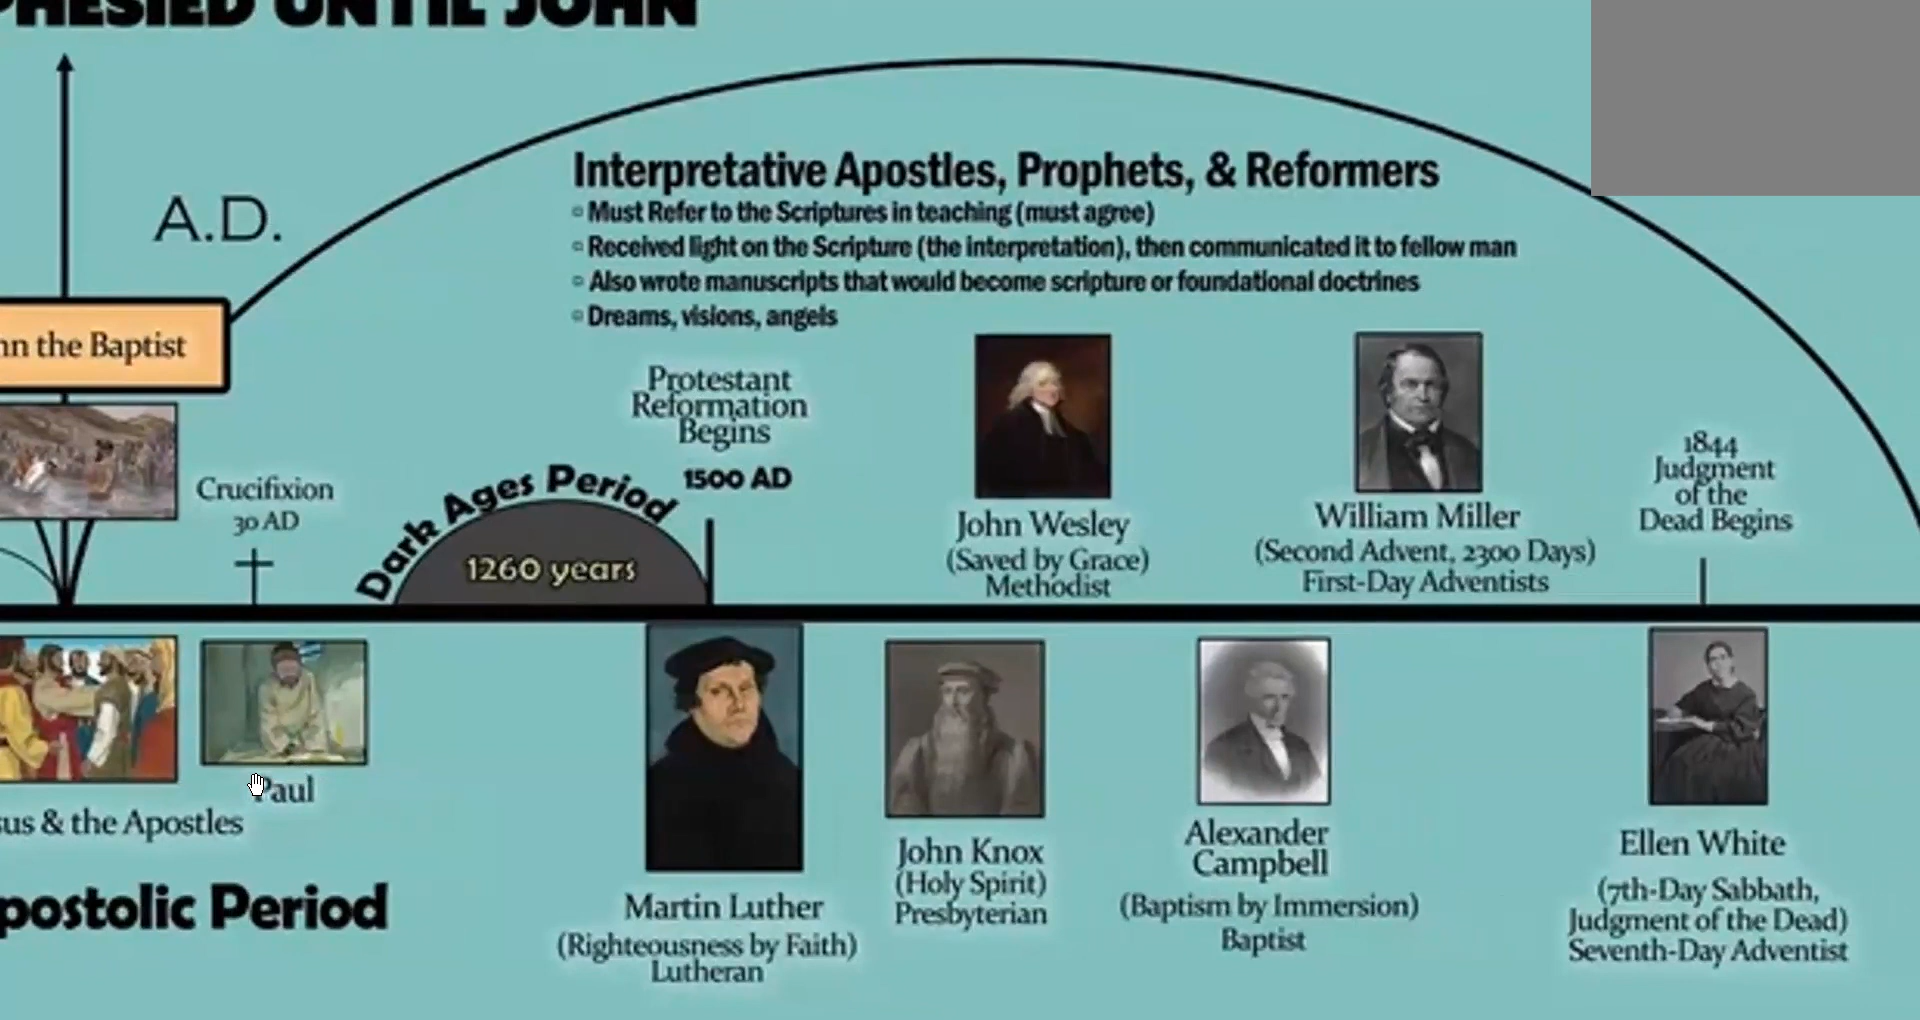 PHESIED UNTIL JOHN
A.D.
Interpretative Apostles, Prophets, & Reformers
▫ Must Refer to the Scriptures in teaching (must agree)
▫ Received light on the Scripture (the interpretation), then communicated it to fellow man
▫ Also wrote manuscripts that would become scripture or foundational doctrines
▫ Dreams, visions, angels
hn the Baptist
Crucifixion
30 AD
Dark Ages Period
1260 years
Protestant
Reformation
Begins
1500 AD
John Wesley
(Saved by Grace)
Methodist
William Miller
(Second Advent, 2300 Days)
First-Day Adventists
1844
Judgment
of the
Dead Begins
Paul
sus & the Apostles
postolic Period
Martin Luther
(Righteousness by Faith)
Lutheran
John Knox
(Holy Spirit)
Presbyterian
Alexander
Campbell
(Baptism by Immersion)
Baptist
Ellen White
(7th-Day Sabbath,
Judgment of the Dead)
Seventh-Day Adventist